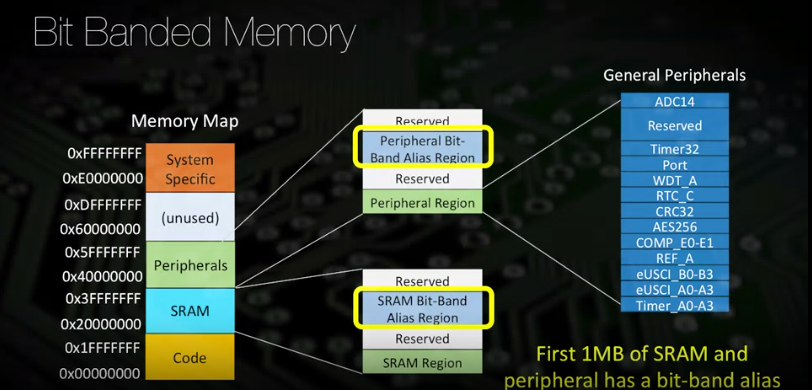 Bit Banded Memory
General Peripherals
Memory Map
0xFFFFFFFF
0xE0000000
System
Specific
0xDFFFFFFF
0x60000000
(unused)
0x5FFFFFFF
0x40000000
Peripherals
0x3FFFFFFF
0x20000000
SRAM
0x1FFFFFFF
0x00000000
Code
Reserved
Peripheral Bit-
Band Alias Region
Reserved
Peripheral Region
Reserved
SRAM Bit-Band
Alias Region
Reserved
SRAM Region
ADC14
Reserved
Timer32
Port
WDT_A
RTC_C
CRC32
AES256
COMP_E0-E1
REF_A
eUSCI_B0-B3
eUSCI_A0-A3
Timer_A0-A3
First 1MB of SRAM and
peripheral has a bit-band alias